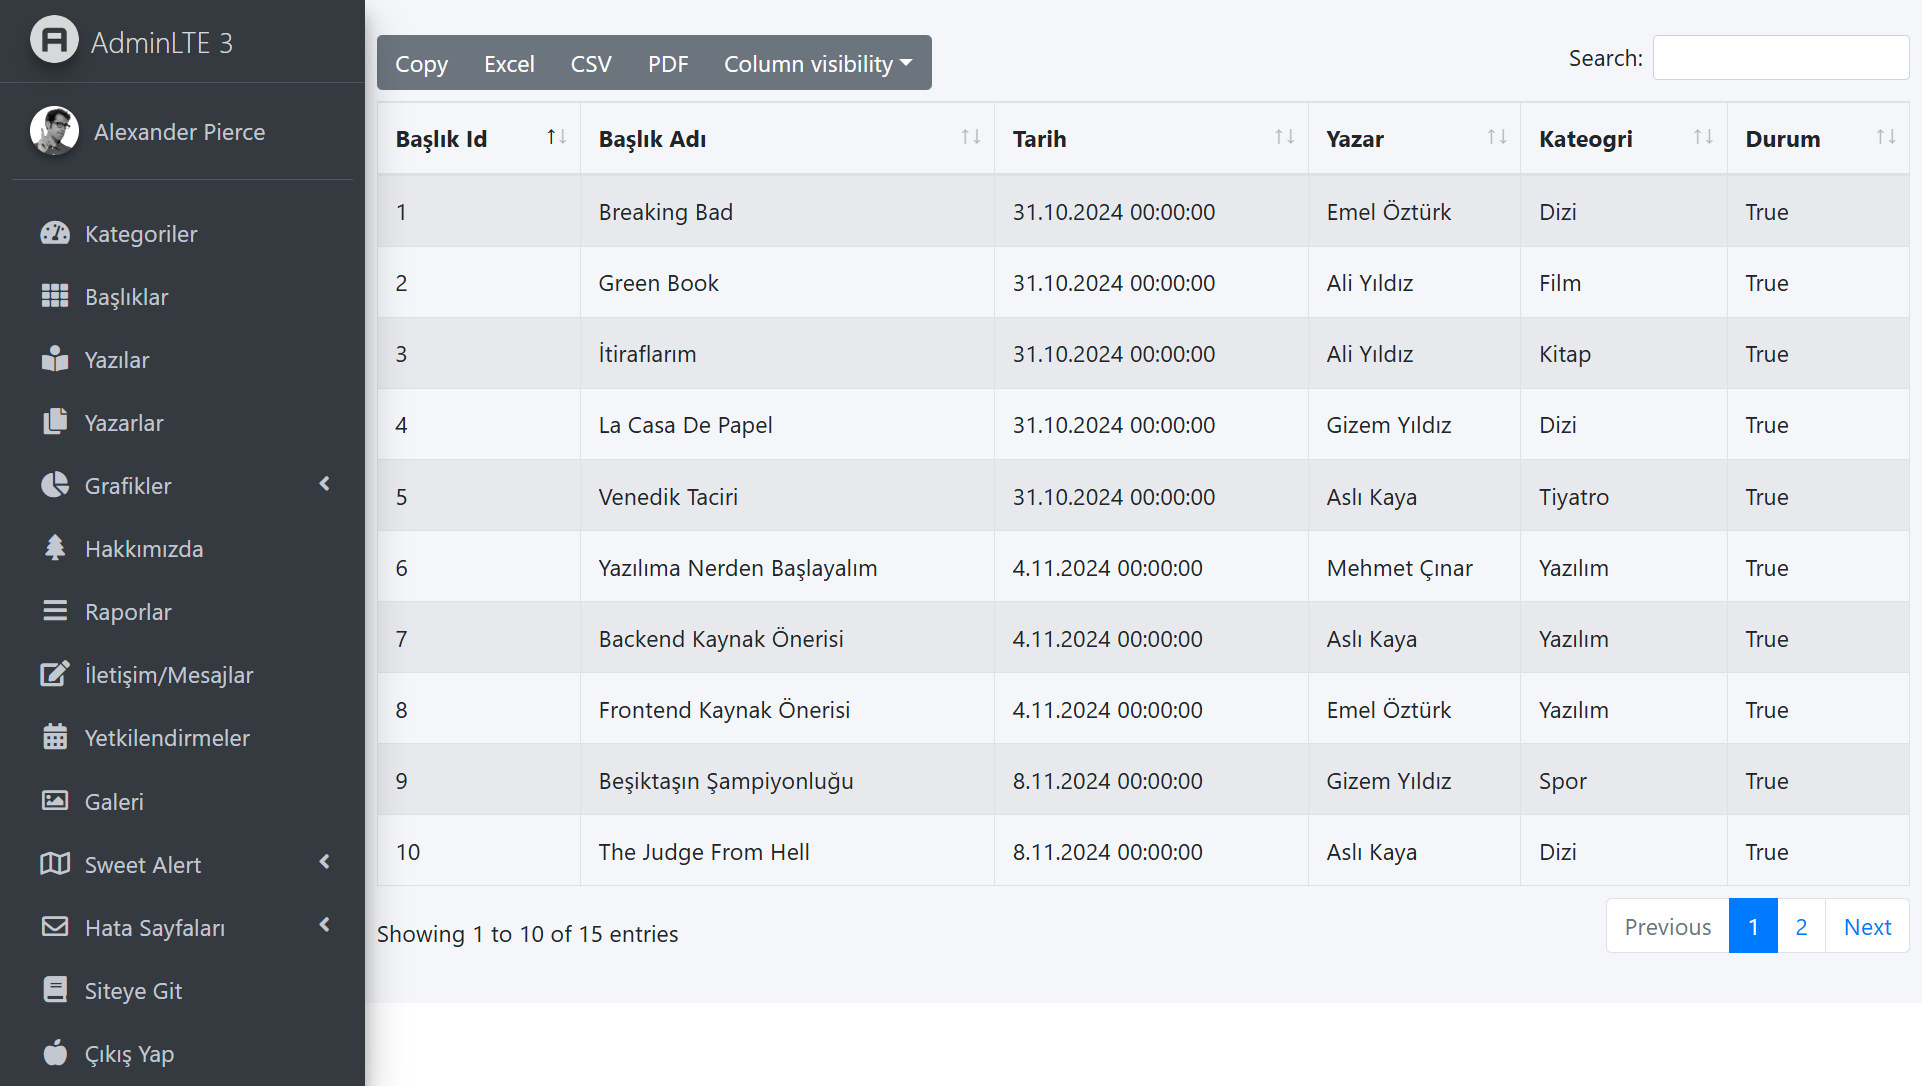 AdminLTE 3
Alexander Pierce
Kategoriler
Başlıklar
Yazılar
Yazarlar
Grafikler
Hakkımızda
Raporlar
İletişim/Mesajlar
Yetkilendirmeler
Galeri
Sweet Alert
Hata Sayfaları
Siteye Git
Çıkış Yap
Copy Excel CSV PDF Column visibility
Search:
Başlık Id Başlık Adı Tarih Yazar Kateogri Durum
1 Breaking Bad 31.10.2024 00:00:00 Emel Öztürk Dizi True
2 Green Book 31.10.2024 00:00:00 Ali Yıldız Film True
3 İtiraflarım 31.10.2024 00:00:00 Ali Yıldız Kitap True
4 La Casa De Papel 31.10.2024 00:00:00 Gizem Yıldız Dizi True
5 Venedik Taciri 31.10.2024 00:00:00 Aslı Kaya Tiyatro True
6 Yazılıma Nerden Başlayalım 4.11.2024 00:00:00 Mehmet Çınar Yazılım True
7 Backend Kaynak Önerisi 4.11.2024 00:00:00 Aslı Kaya Yazılım True
8 Frontend Kaynak Önerisi 4.11.2024 00:00:00 Emel Öztürk Yazılım True
9 Beşiktaşın Şampiyonluğu 8.11.2024 00:00:00 Gizem Yıldız Spor True
10 The Judge From Hell 8.11.2024 00:00:00 Aslı Kaya Dizi True
Showing 1 to 10 of 15 entries
Previous 1 2 Next